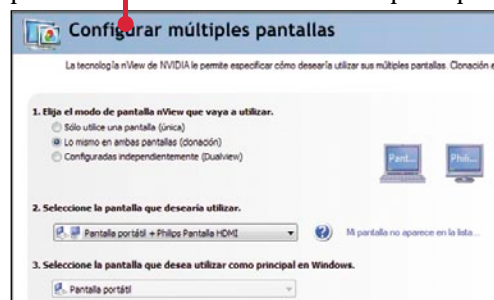 Configurar múltiples pantallas
La tecnología nView de NVIDIA le permite especificar cómo desearía utilizar sus múltiples pantallas. Clonación e
1. Elija el modo de pantalla nView que vaya a utilizar.
Sólo utilice una pantalla (única)
Lo mismo en ambas pantallas (clonación)
Configuradas independientemente (Dualview)
Pant...
Phili...
2. Seleccione la pantalla que desearía utilizar.
Pantalla portátil + Philips Pantalla HDMI
Mi pantalla no aparece en la lista...
3. Seleccione la pantalla que desea utilizar como principal en Windows.
Pantalla portátil